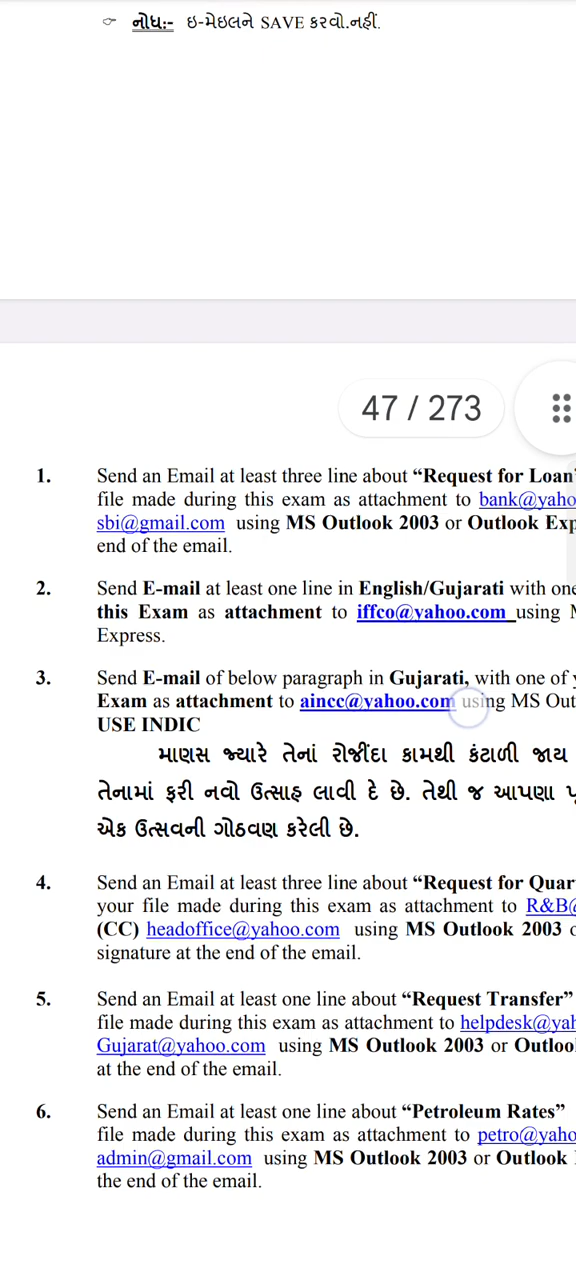 ☞ નોંધ:- ઇ-મેઇલને SAVE કરવો.નહીં.
47 / 273
1. Send an Email at least three line about “Request for Loan”
file made during this exam as attachment to bank@yaho
sbi@gmail.com using MS Outlook 2003 or Outlook Exp
end of the email.
2. Send E-mail at least one line in English/Gujarati with one
this Exam as attachment to iffco@yahoo.com using M
Express.
3. Send E-mail of below paragraph in Gujarati, with one of y
Exam as attachment to aincc@yahoo.com using MS Out
USE INDIC
માણસ જ્યારે તેનાં રોજીંદા કામથી કંટાળી જાય
તેનામાં ફરી નવો ઉત્સાહ લાવી દે છે. તેથી જ આપણા પૂ
એક ઉત્સવની ગોઠવણ કરેલી છે.
4. Send an Email at least three line about “Request for Quar
your file made during this exam as attachment to R&B@
(CC) headoffice@yahoo.com using MS Outlook 2003 o
signature at the end of the email.
5. Send an Email at least one line about “Request Transfer”
file made during this exam as attachment to helpdesk@yah
Gujarat@yahoo.com using MS Outlook 2003 or Outloo
at the end of the email.
6. Send an Email at least one line about “Petroleum Rates”
file made during this exam as attachment to petro@yaho
admin@gmail.com using MS Outlook 2003 or Outlook
the end of the email.